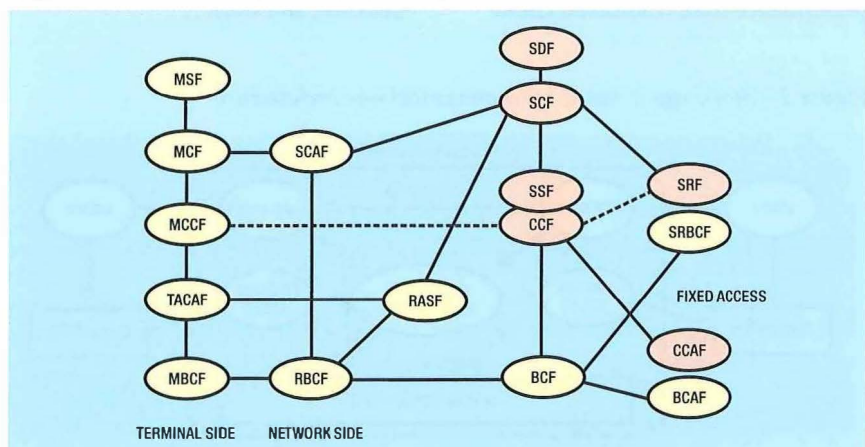 SDF
MSF
SCF
MCF
SCAF
SSF
SRF
MCCF
CCF
SRBCF
TACAF
RASF
FIXED ACCESS
CCAF
MBCF
RBCF
BCF
BCAF
TERMINAL SIDE
NETWORK SIDE